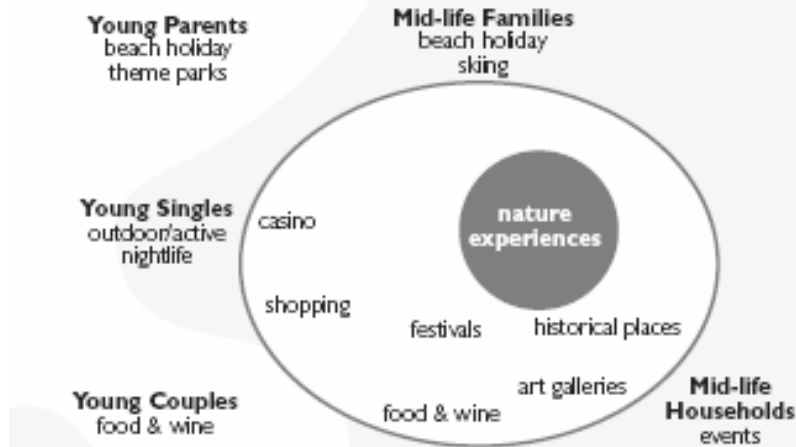 Young Parents
beach holiday
theme parks
Mid-life Families
beach holiday
skiing
Young Singles
outdoor/active
nightlife
casino
nature
experiences
shopping
festivals
historical places
art galleries
food & wine
Young Couples
food & wine
Mid-life
Households
events